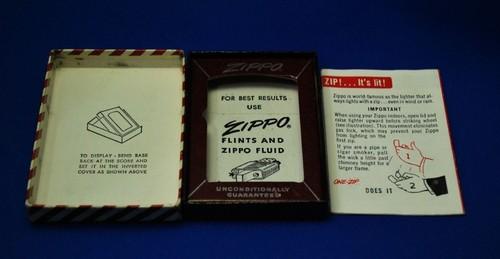 TO DISPLAY - BEND BASE
BACK AT THE SCORE AND
SET IT IN THE INVERTED
COVER AS SHOWN ABOVE
ZIPPO
FOR BEST RESULTS
USE
ZIPPO®
FLINTS AND
ZIPPO FLUID
UNCONDITIONALLY
GUARANTEED
ZIP!... It's lit!
Zippo is world-famous as the lighter that al-
ways lights with a zip . . . even in wind or rain.
IMPORTANT
When using your Zippo indoors, open lid and
raise lighter upward before striking wheel
(see illustration). This movement eliminates
gas lock, which may prevent your Zippo
from lighting on the
first zip.
If you are a pipe or
cigar smoker, pull
the wick a little past
chimney height for a
larger flame.
1
2
ONE-ZIP
DOES IT